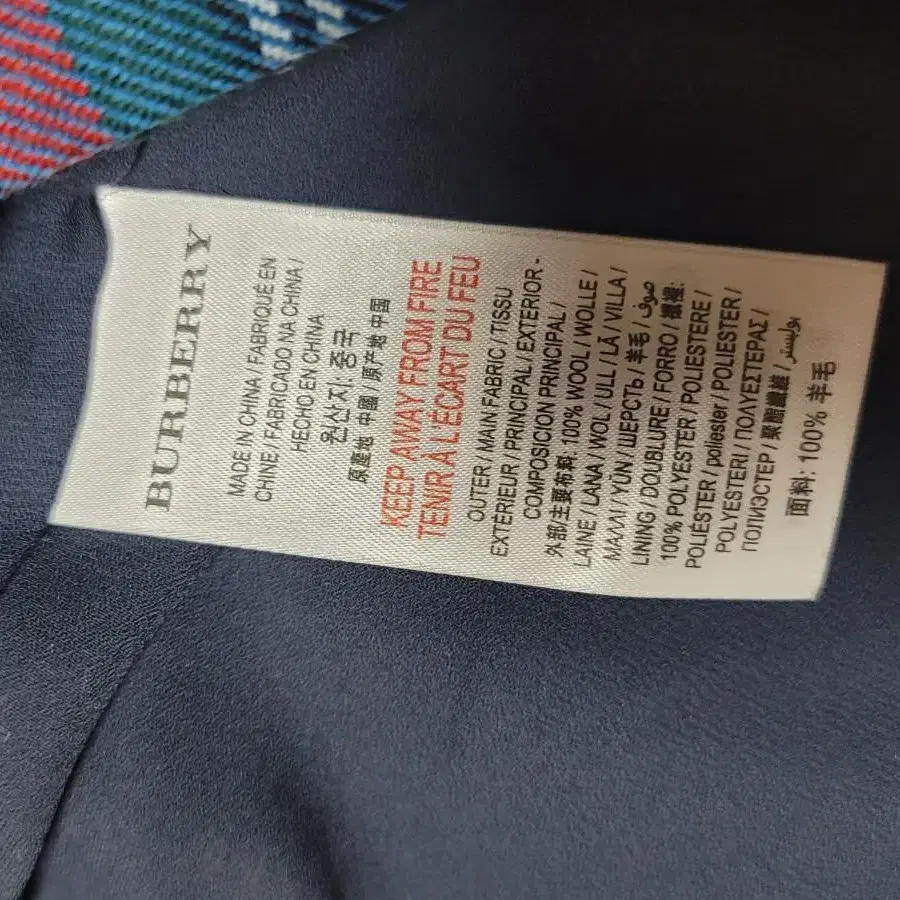 BURBERRY
MADE IN CHINA / FABRIQUÉ EN
CHINE / FABRICADO NA CHINA /
HECHO EN CHINA
원산지: 중국
原産地 中国 / 原产地 中国
KEEP AWAY FROM FIRE
TENIR À L'ÉCART DU FEU
OUTER / MAIN FABRIC / TISSU
EXTÉRIEUR / PRINCIPAL / EXTERIOR -
COMPOSICION PRINCIPAL /
外部/主要布料: 100% WOOL / WOLLE /
LAINE / LANA / WOL / ULL / LÃ / VILLA /
ΜΑΛΛΙ / YÜN / ШЕРСТЬ / 羊毛 / صوف
LINING / DOUBLURE / FORRO / 襯裡:
100% POLYESTER / POLIESTERE /
POLIÉSTER / poliester / POLIESTER /
POLYESTERI / ΠΟΛΥΕΣΤΕΡΑΣ /
ПОЛИЭСТЕР / 聚酯纖維 / بوليستر
面料: 100% 羊毛